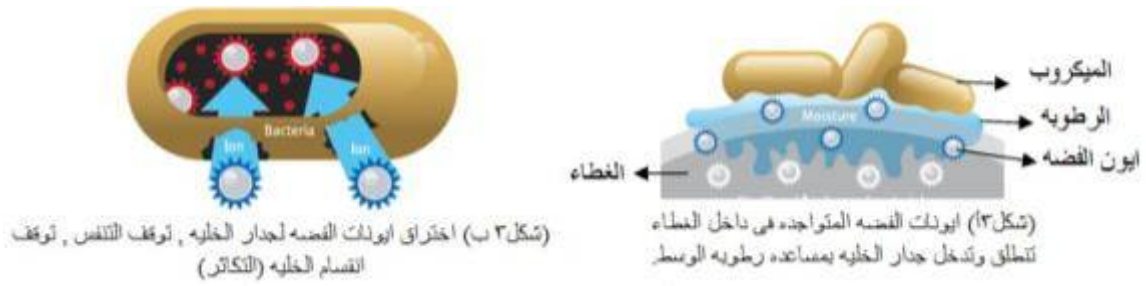 الميكروب
Moisture
الرطوبه
ايون الفضه
الغطاء
(شكل٣أ) ايونات الفضه المتواجده فى داخل الغطاء
تنطلق وتدخل جدار الخليه بمساعده رطوبه الوسط.
Bacteria
Ion
Ion
(شكل٣ ب) اختراق ايونات الفضه لجدار الخليه , توقف التنفس , توقف
انقسام الخليه (التكاثر)